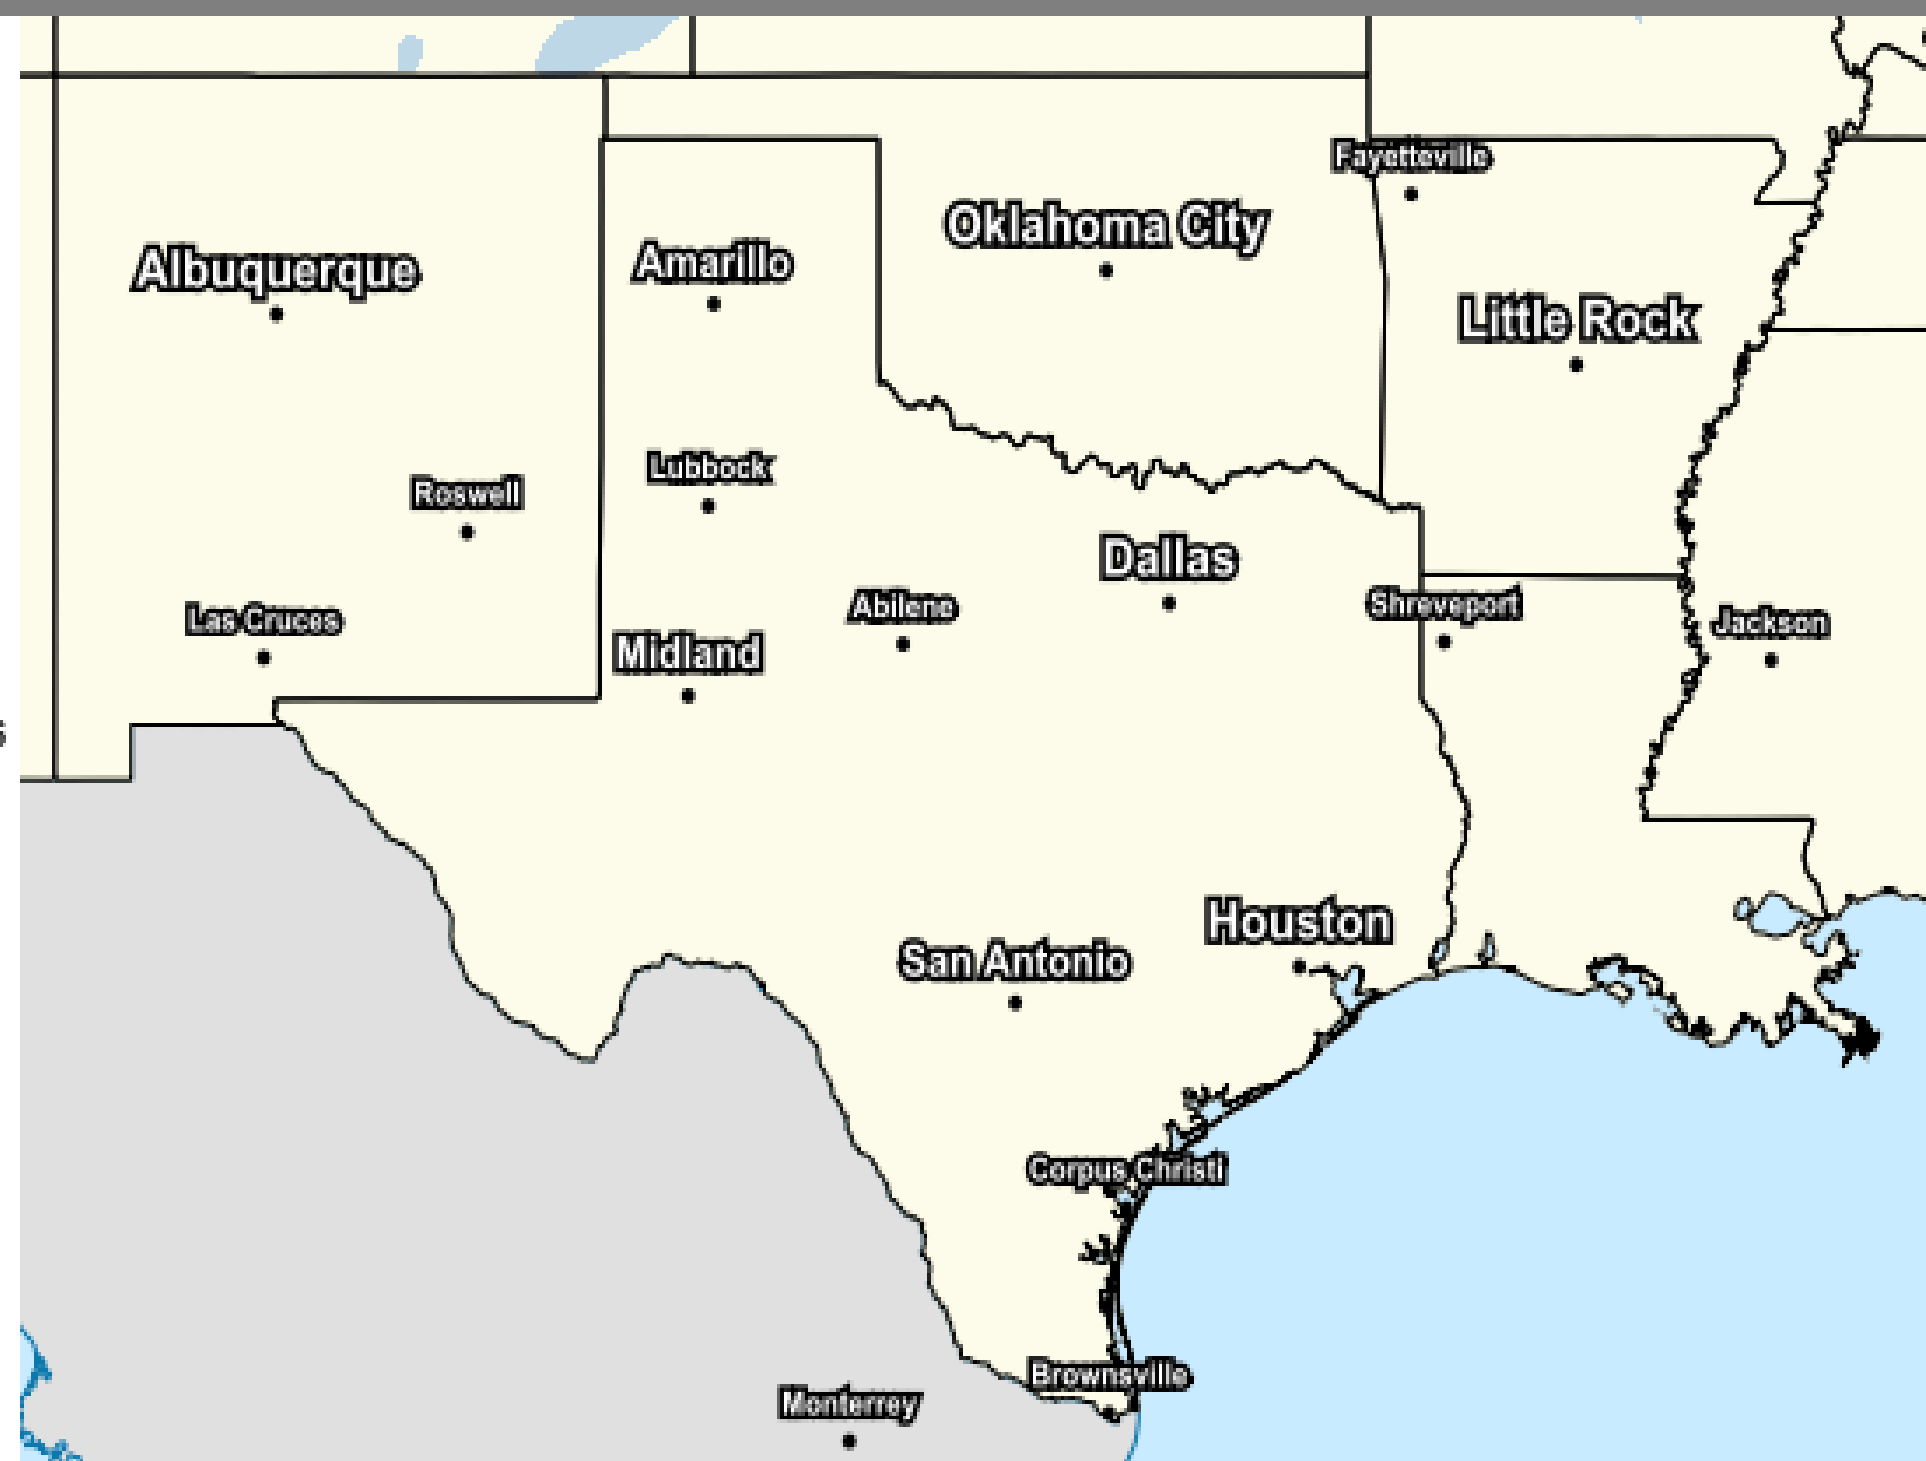 Fayetteville
Oklahoma City
Albuquerque
Amarillo
Little Rock
Lubbock
Roswell
Dallas
Las Cruces
Abilene
Shreveport
Jackson
Midland
s
Houston
San Antonio
Corpus Christi
Brownsville
Monterrey